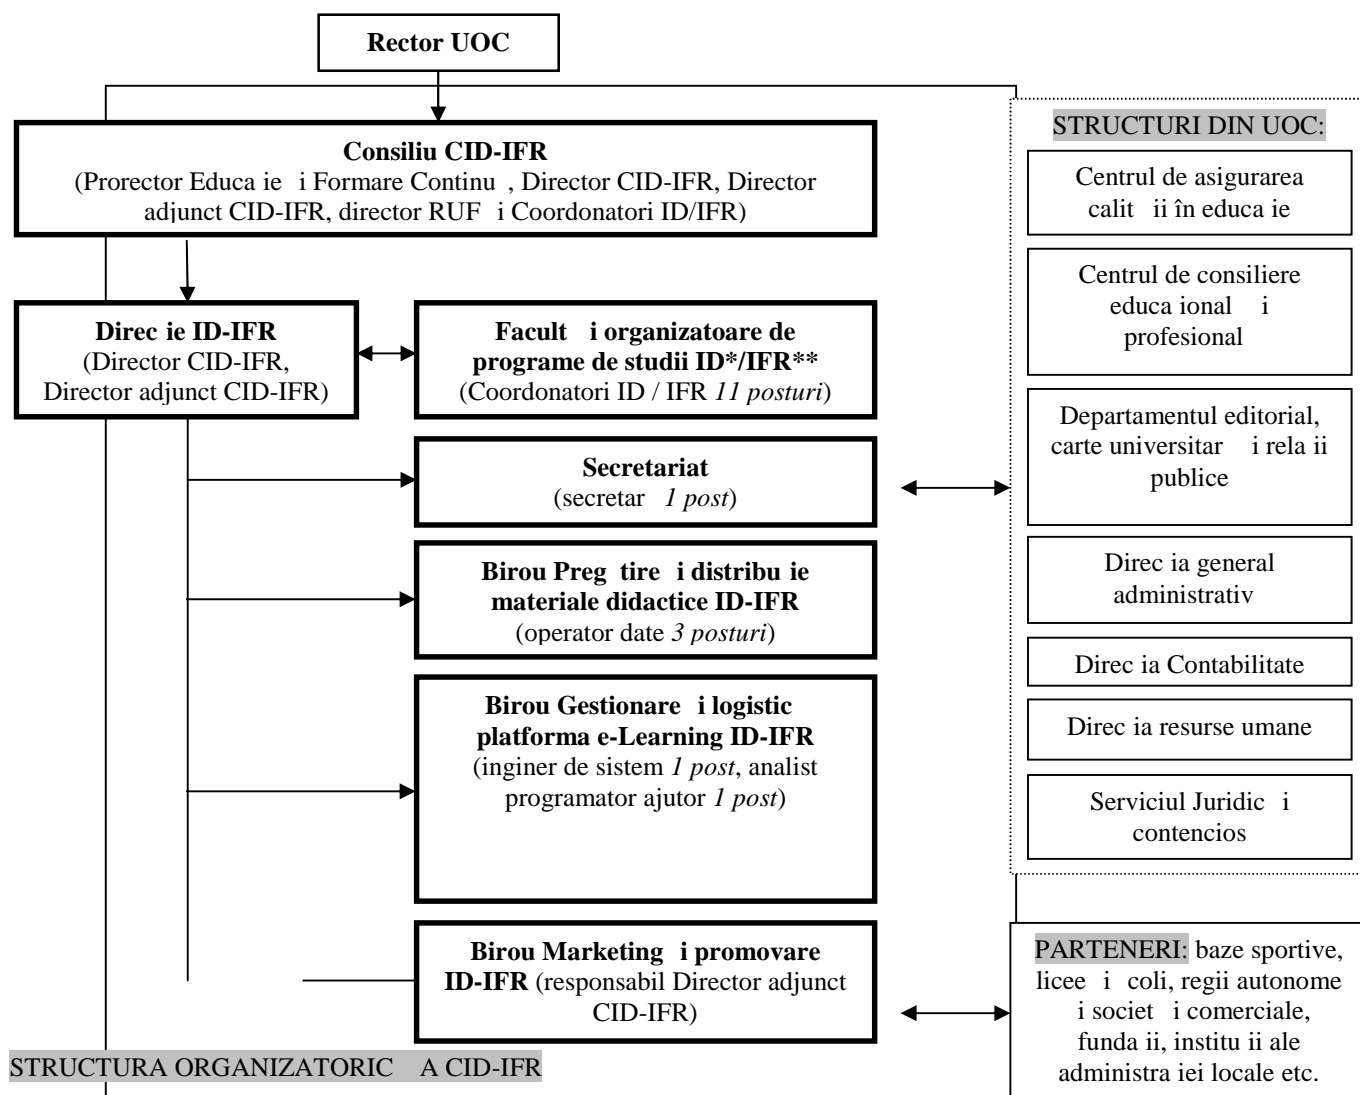 Rector UOC
Consiliu CID-IFR
(Prorector Educa ie i Formare Continu , Director CID-IFR, Director
adjunct CID-IFR, director RUF i Coordonatori ID/IFR)
Direc ie ID-IFR
(Director CID-IFR,
Director adjunct CID-IFR)
Facult i organizatoare de
programe de studii ID*/IFR**
(Coordonatori ID / IFR 11 posturi)
Secretariat
(secretar 1 post)
Birou Preg tire i distribu ie
materiale didactice ID-IFR
(operator date 3 posturi)
Birou Gestionare i logistic
platforma e-Learning ID-IFR
(inginer de sistem 1 post, analist
programator ajutor 1 post)
Birou Marketing i promovare
ID-IFR (responsabil Director adjunct
CID-IFR)
STRUCTURA ORGANIZATORIC A CID-IFR
STRUCTURI DIN UOC:
Centrul de asigurarea
calit ii în educa ie
Centrul de consiliere
educa ional i
profesional
Departamentul editorial,
carte universitar i rela ii
publice
Direc ia general
administrativ
Direc ia Contabilitate
Direc ia resurse umane
Serviciul Juridic i
contencios
PARTENERI: baze sportive,
licee i coli, regii autonome
i societ i comerciale,
funda ii, institu ii ale
administra iei locale etc.